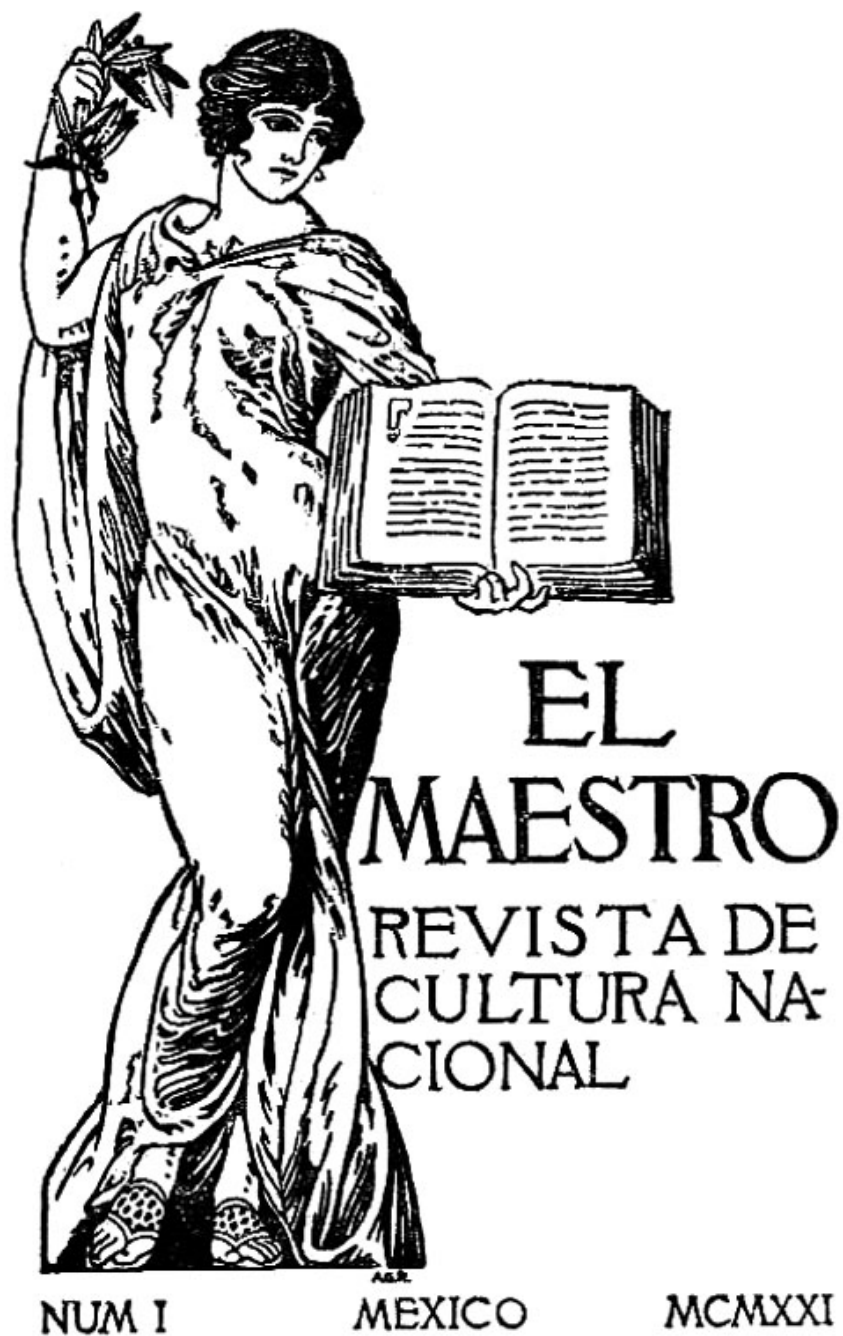 EL
MAESTRO
REVISTA DE
CULTURA NA-
CIONAL
NUM I MEXICO MCMXXI